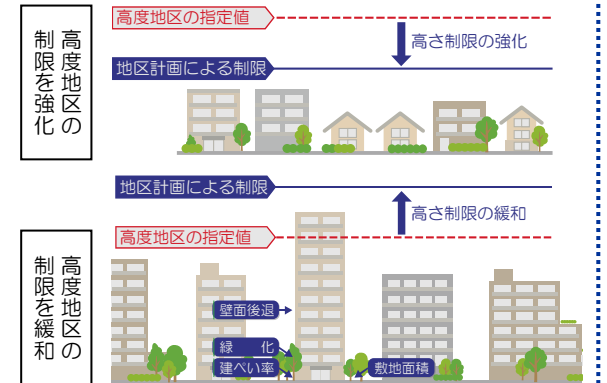 高度地区の
制限を強化
高度地区の指定値
高さ制限の強化
地区計画による制限
高度地区の
制限を緩和
地区計画による制限
高さ制限の緩和
高度地区の指定値
壁面後退
緑　化
建ぺい率
敷地面積